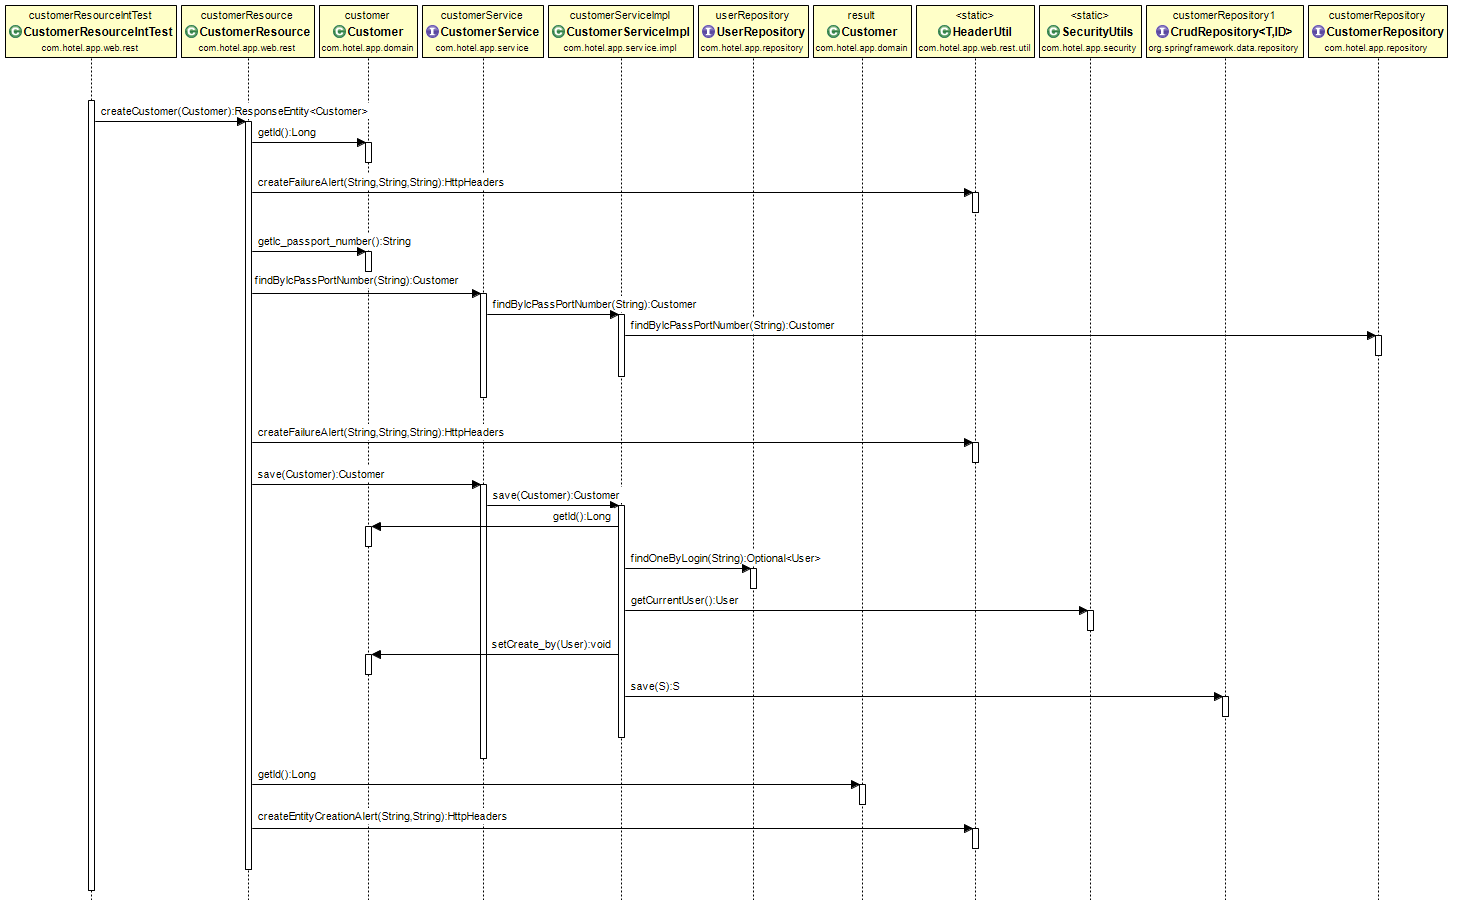 customerResourceIntTest
CustomerResourceIntTest
com.hotel.app.web.rest
customerResource
CustomerResource
com.hotel.app.web.rest
customer
Customer
com.hotel.app.domain
customerService
CustomerService
com.hotel.app.service
customerServiceImpl
CustomerServiceImpl
com.hotel.app.service.impl
userRepository
UserRepository
com.hotel.app.repository
result
Customer
com.hotel.app.domain
<static>
HeaderUtil
com.hotel.app.web.rest.util
<static>
SecurityUtils
com.hotel.app.security
customerRepository1
CrudRepository<T,ID>
org.springframework.data.repository
customerRepository
CustomerRepository
com.hotel.app.repository
createCustomer(Customer):ResponseEntity<Customer>
getId():Long
createFailureAlert(String,String,String):HttpHeaders
getIc_passport_number():String
findByIcPassPortNumber(String):Customer
findByIcPassPortNumber(String):Customer
findByIcPassPortNumber(String):Customer
createFailureAlert(String,String,String):HttpHeaders
save(Customer):Customer
save(Customer):Customer
getId():Long
findOneByLogin(String):Optional<User>
getCurrentUser():User
setCreate_by(User):void
save(S):S
getId():Long
createEntityCreationAlert(String,String):HttpHeaders